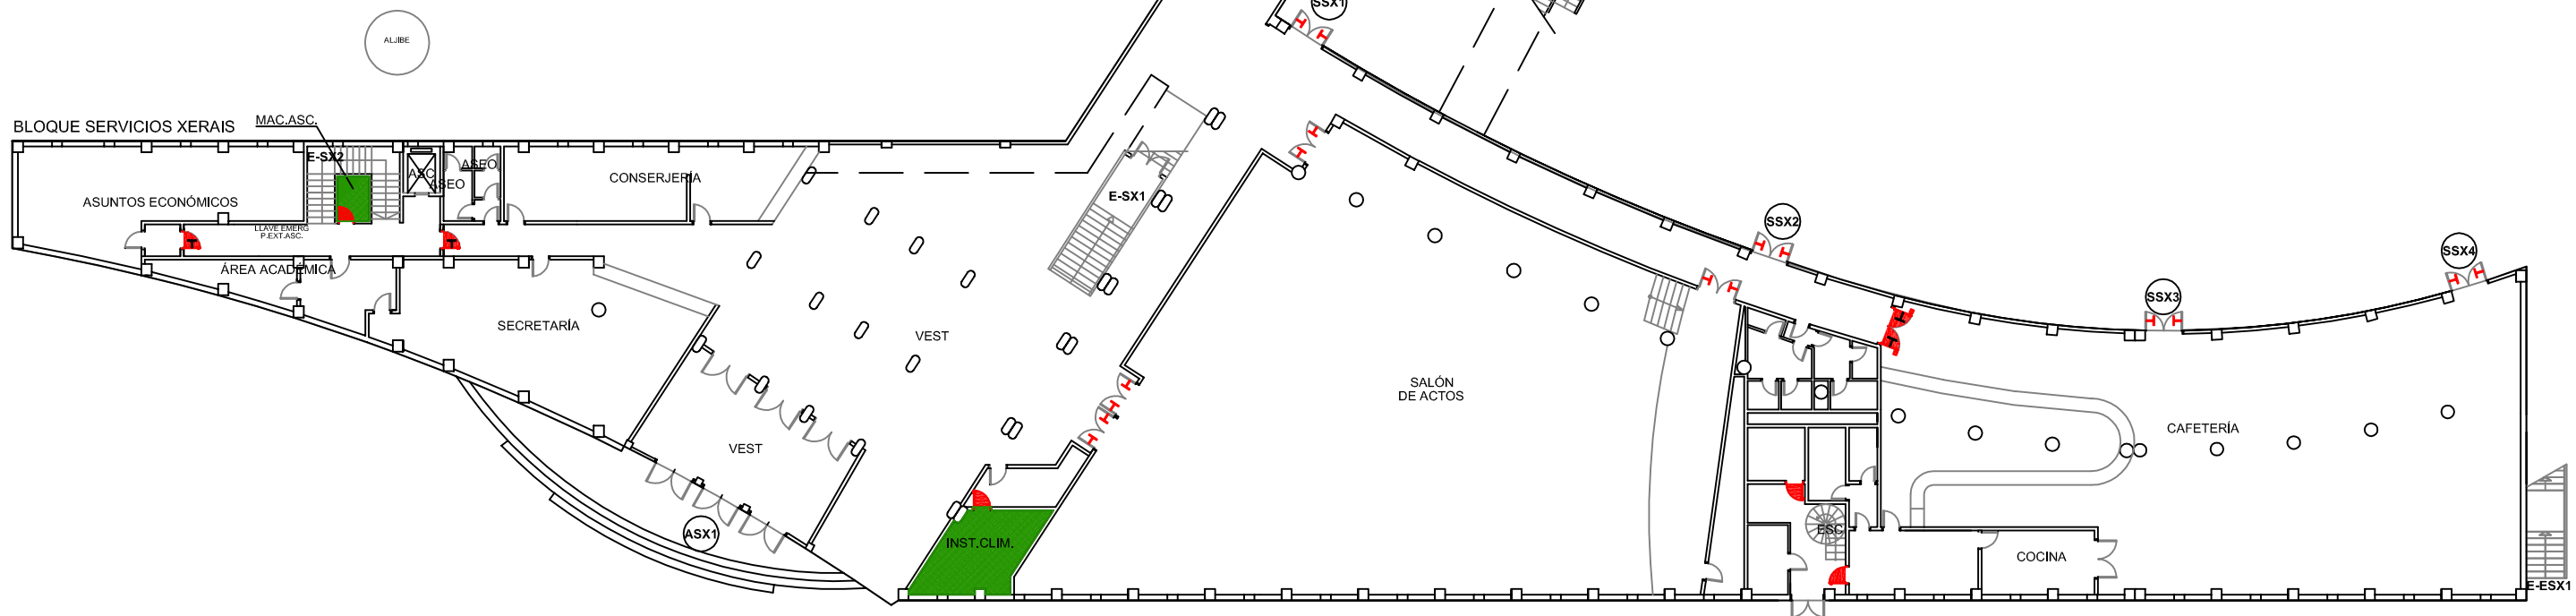 SSX1
ALJIBE
BLOQUE SERVICIOS XERAIS
MAC.ASC.
E-SX2
ASC
ASEO
ASEO
CONSERJERÍA
ASUNTOS ECONÓMICOS
LLAVE EMERG
P.EXT.ASC.
ÁREA ACADÉMICA
SECRETARÍA
E-SX1
VEST
VEST
ASX1
INST.CLIM.
SALÓN
DE ACTOS
SSX2
SSX3
SSX4
CAFETERÍA
ESC
COCINA
E-ESX1